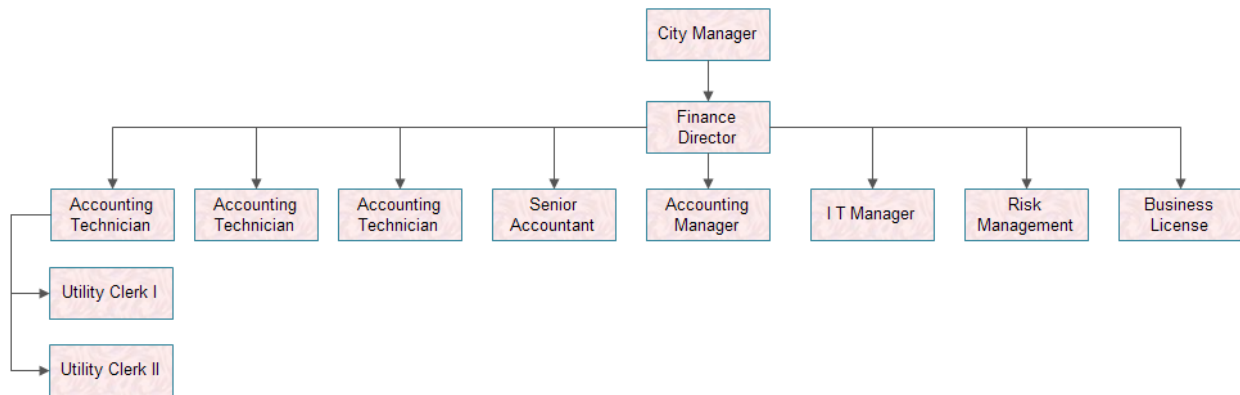 City Manager
Finance
Director
Accounting
Technician
Accounting
Technician
Accounting
Technician
Senior
Accountant
Accounting
Manager
I T Manager
Risk
Management
Business
License
Utility Clerk I
Utility Clerk II